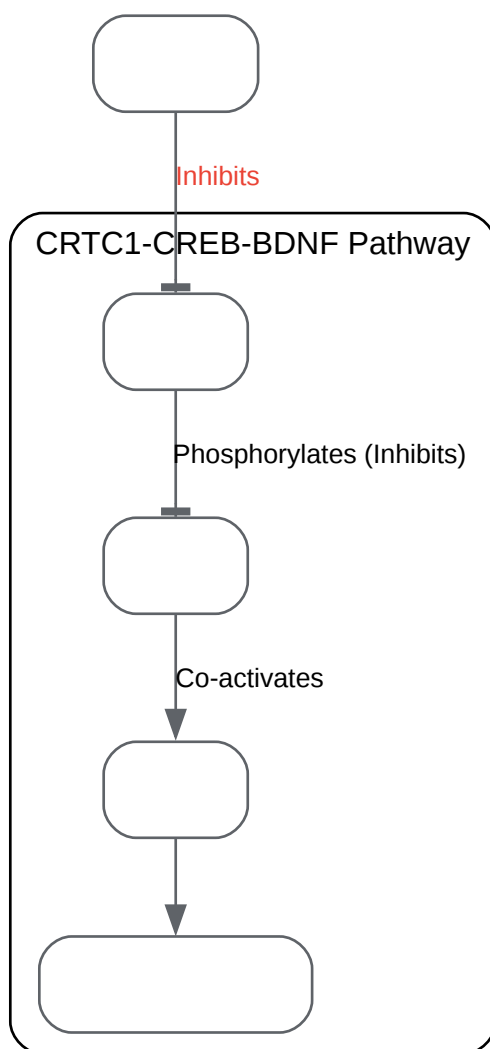 Inhibits
CRTC1-CREB-BDNF Pathway
Phosphorylates (Inhibits)
Co-activates